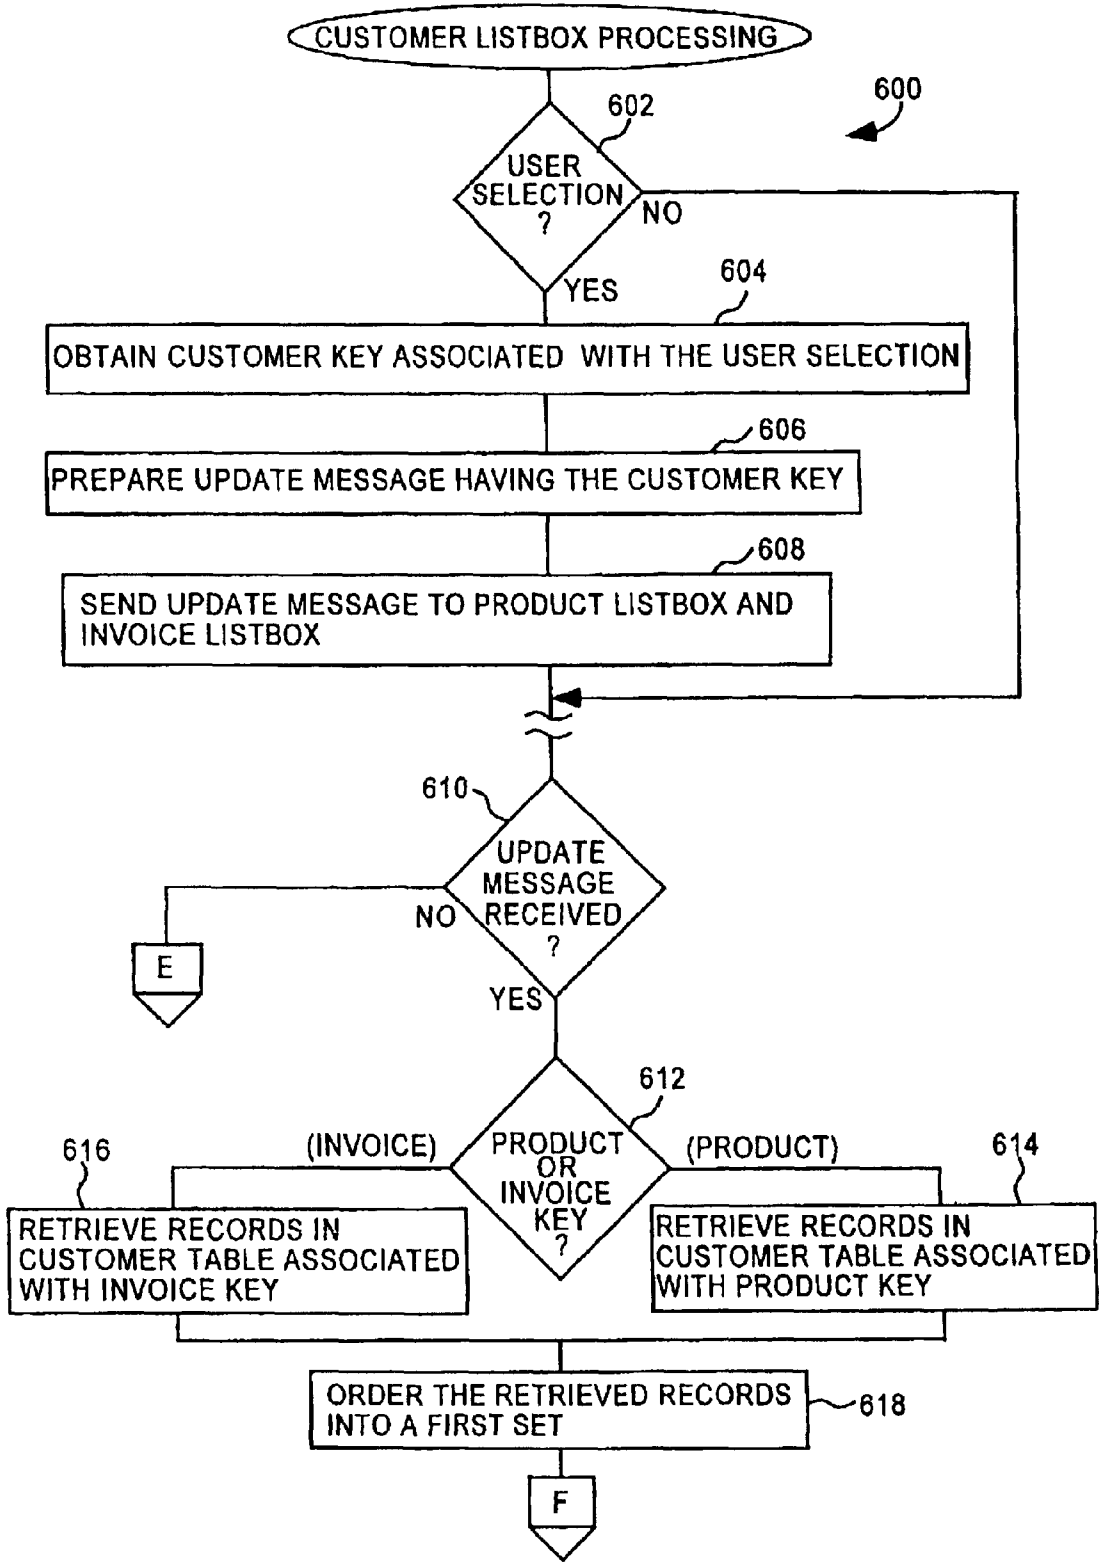 CUSTOMER LISTBOX PROCESSING
600
602
USER
SELECTION
?
NO
YES
604
OBTAIN CUSTOMER KEY ASSOCIATED WITH THE USER SELECTION
606
PREPARE UPDATE MESSAGE HAVING THE CUSTOMER KEY
608
SEND UPDATE MESSAGE TO PRODUCT LISTBOX AND
INVOICE LISTBOX
610
UPDATE
MESSAGE
RECEIVED
?
NO
E
YES
612
PRODUCT
OR
INVOICE
KEY
?
(INVOICE)
(PRODUCT)
616
RETRIEVE RECORDS IN
CUSTOMER TABLE ASSOCIATED
WITH INVOICE KEY
614
RETRIEVE RECORDS IN
CUSTOMER TABLE ASSOCIATED
WITH PRODUCT KEY
ORDER THE RETRIEVED RECORDS
INTO A FIRST SET
618
F